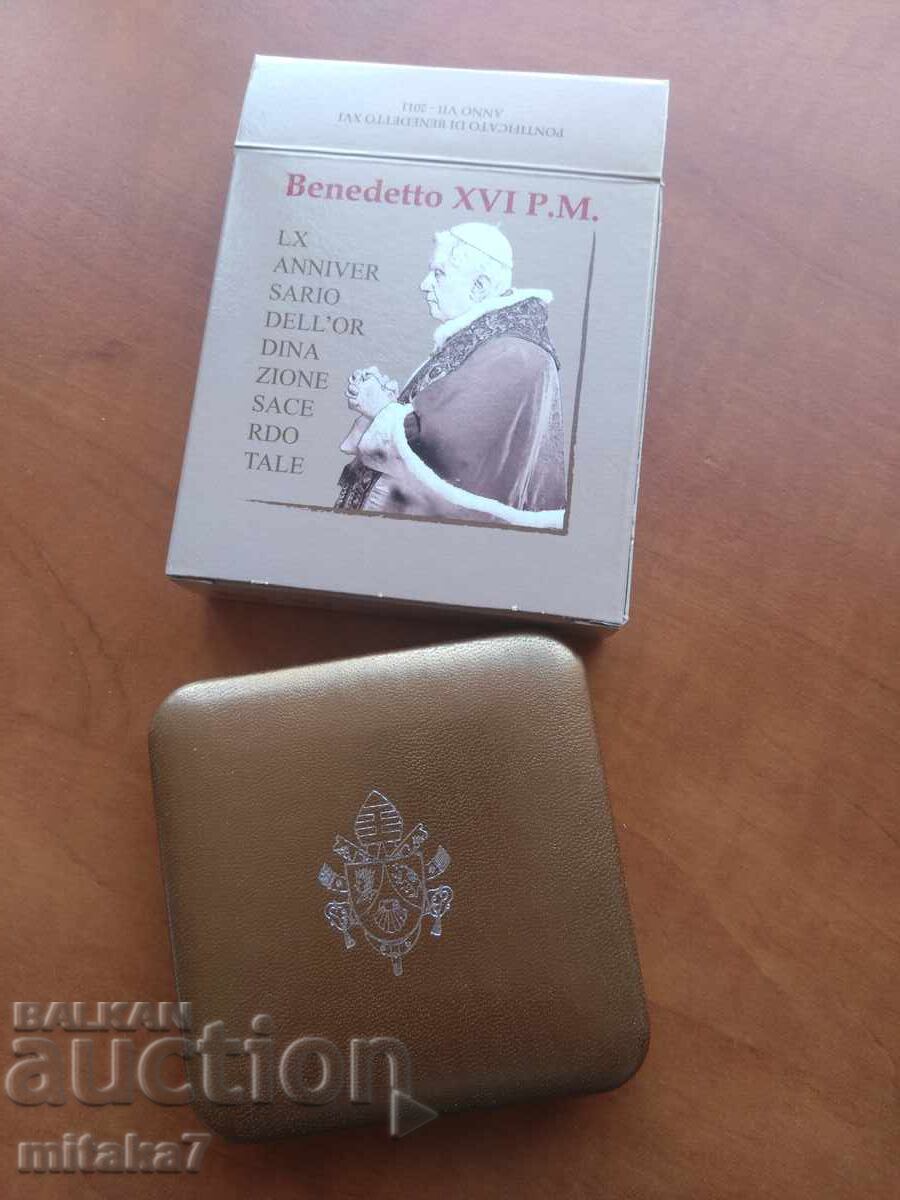 PONTIFICATO DI BENEDETTO XVI
ANNO VII - 2011
Benedetto XVI P.M.
LX
ANNIVER
SARIO
DELL'OR
DINA
ZIONE
SACE
RDO
TALE
BALKAN
auction
mitaka7